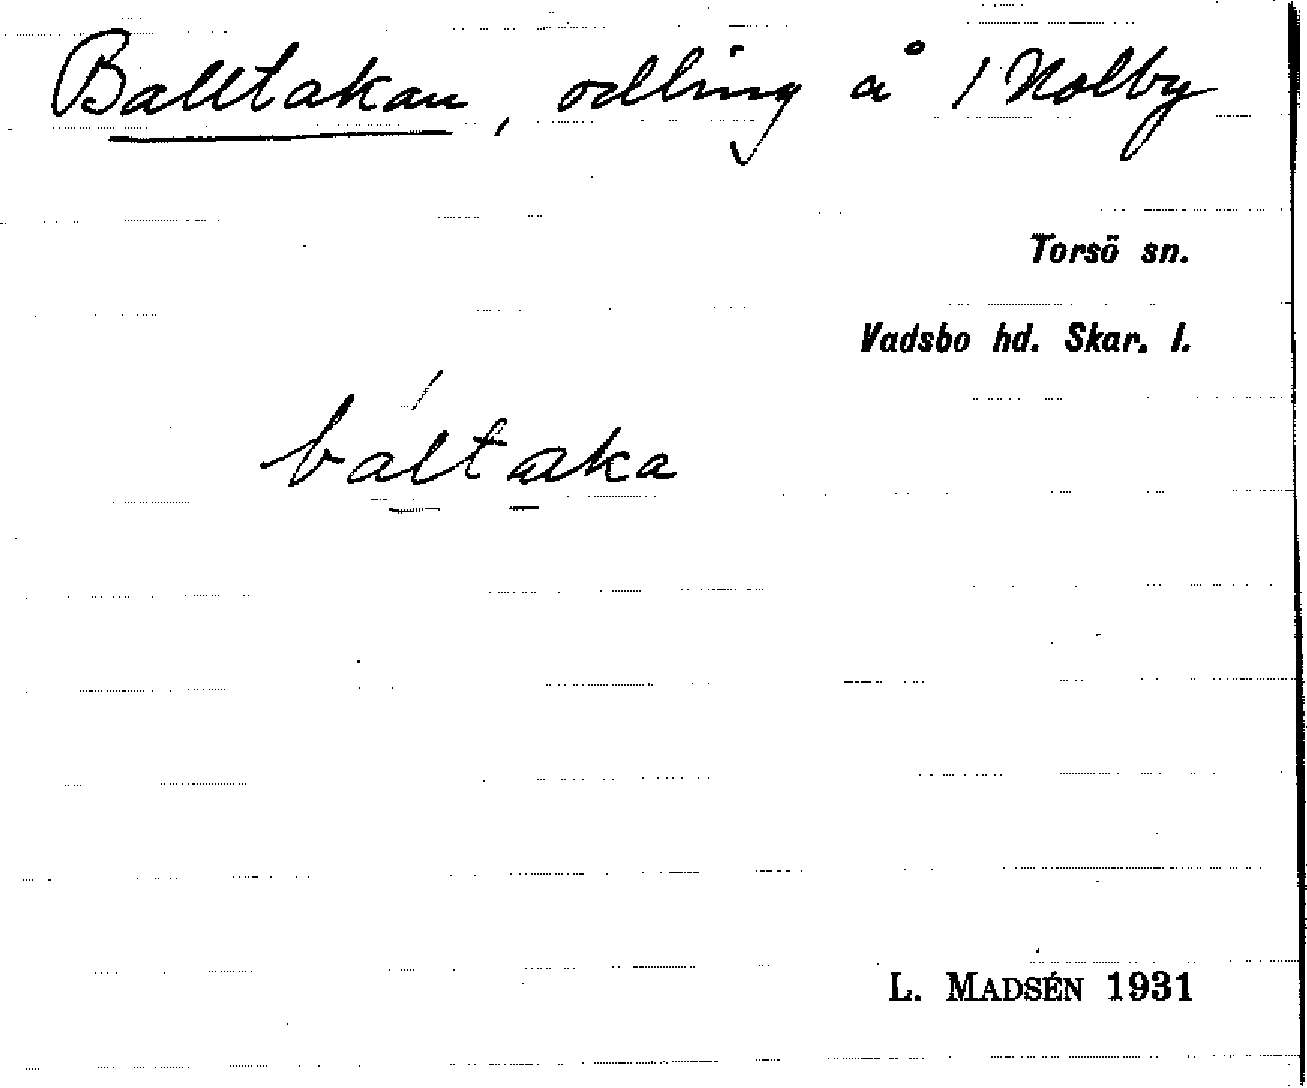 Balltakan, odling å 1 Nolby
Torsö sn.
Vadsbo hd. Skar. l.
báltaka
L. MADSÉN 1931